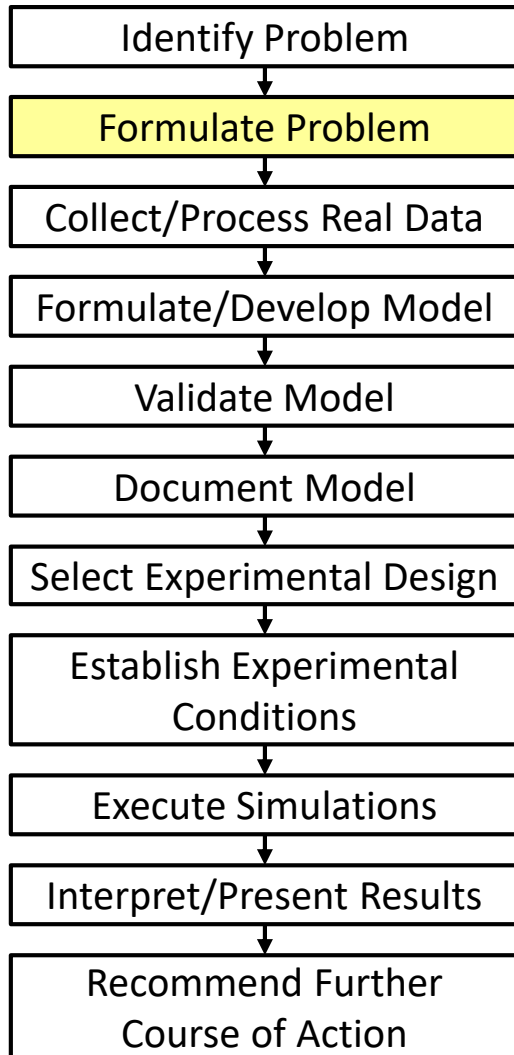 Identify Problem
Formulate Problem
Collect/Process Real Data
Formulate/Develop Model
Validate Model
Document Model
Select Experimental Design
Establish Experimental
Conditions
Execute Simulations
Interpret/Present Results
Recommend Further
Course of Action